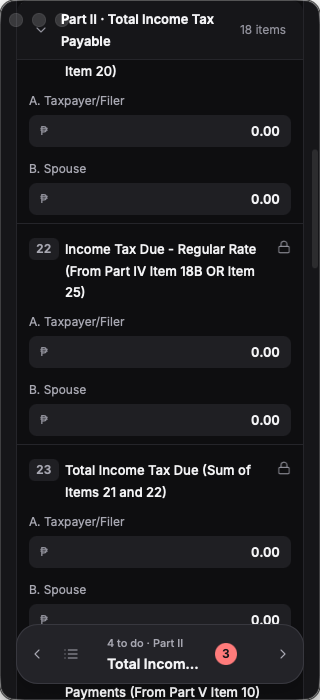 Part II · Total Income Tax
Payable
18 items
Item 20)
A. Taxpayer/Filer
₱ 0.00
B. Spouse
₱ 0.00
22 Income Tax Due - Regular Rate
(From Part IV Item 18B OR Item
25)
A. Taxpayer/Filer
₱ 0.00
B. Spouse
₱ 0.00
23 Total Income Tax Due (Sum of
Items 21 and 22)
A. Taxpayer/Filer
₱ 0.00
B. Spouse
₱ 0.00
4 to do · Part II
Total Incom...
3
Payments (From Part V Item 10)